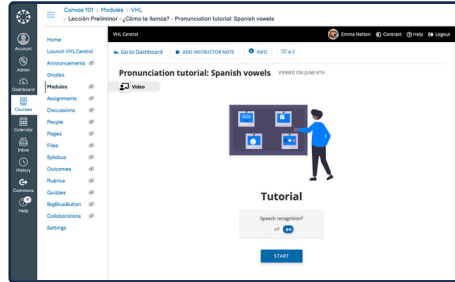 Canvas 101 › Modules › VHL
› Lección Preliminar - ¿Cómo te llamas? - Pronunciation tutorial: Spanish vowels
Account
Admin
Dashboard
Courses
Calendar
Inbox
History
Commons
Help
Home
Launch VHLCentral
Announcements
Grades
Modules
Assignments
Discussions
People
Pages
Files
Syllabus
Outcomes
Rubrics
Quizzes
BigBlueButton
Collaborations
Settings
VHL Central
Emma Nelson
Contrast
Help
Logout
Go to Dashboard
ADD INSTRUCTOR NOTE
INFO
Pronunciation tutorial: Spanish vowels
VIEWED ON JUNE 6TH
Video
Tutorial
Speech recognition?
off on
START